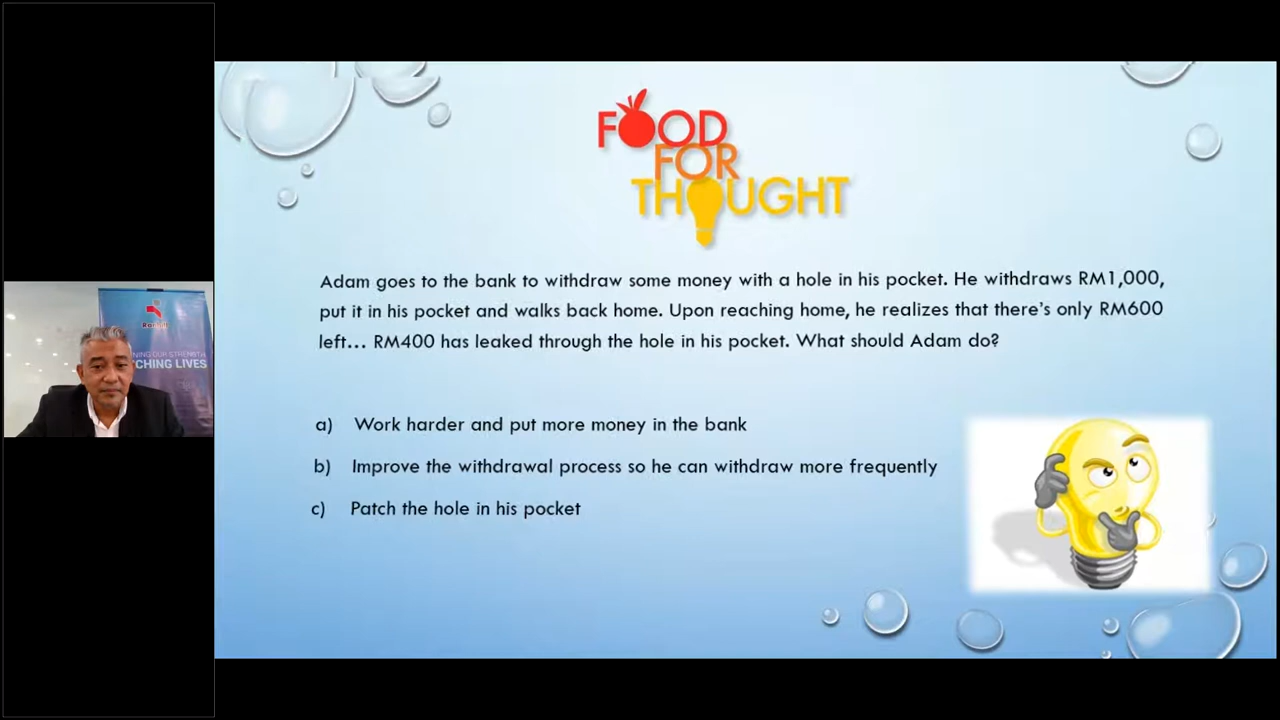 FOOD
FOR
THOUGHT
Adam goes to the bank to withdraw some money with a hole in his pocket. He withdraws RM1,000,
put it in his pocket and walks back home. Upon reaching home, he realizes that there's only RM600
left... RM400 has leaked through the hole in his pocket. What should Adam do?
a) Work harder and put more money in the bank
b) Improve the withdrawal process so he can withdraw more frequently
c) Patch the hole in his pocket
OUR STRENGTH
LIVES